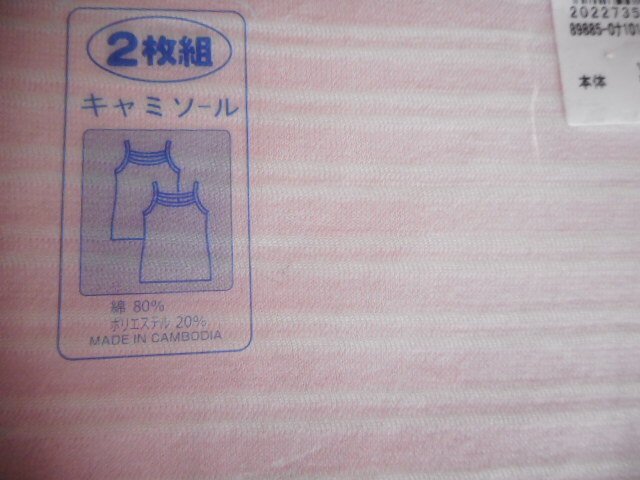 2枚組
キャミソール
綿 80%
ポリエステル 20%
MADE IN CAMBODIA
2022735
本体